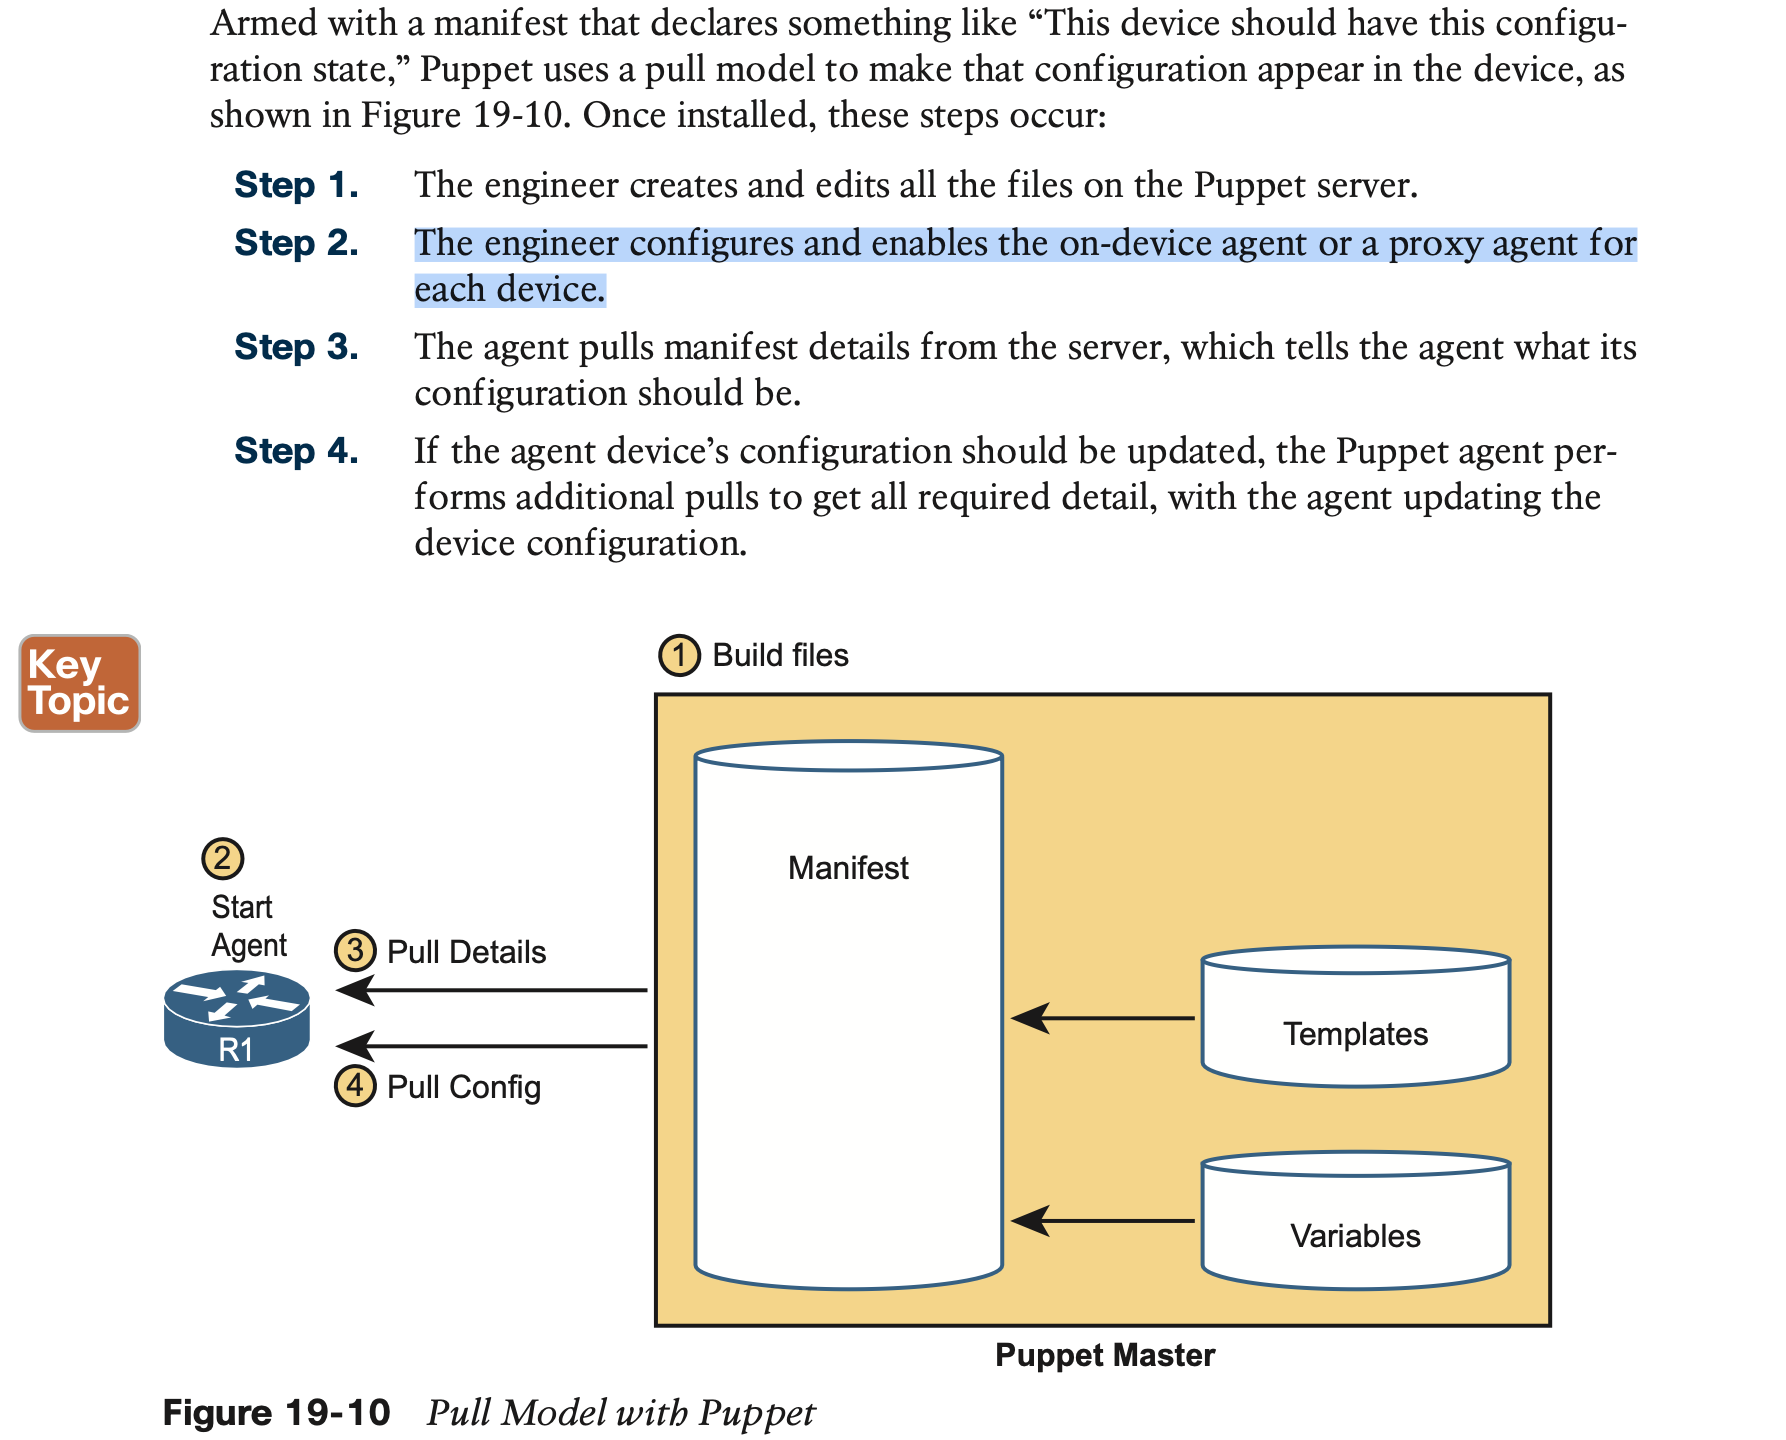 Armed with a manifest that declares something like “This device should have this configu-
ration state,” Puppet uses a pull model to make that configuration appear in the device, as
shown in Figure 19-10. Once installed, these steps occur:
Step 1. The engineer creates and edits all the files on the Puppet server.
Step 2. The engineer configures and enables the on-device agent or a proxy agent for
each device.
Step 3. The agent pulls manifest details from the server, which tells the agent what its
configuration should be.
Step 4. If the agent device’s configuration should be updated, the Puppet agent per-
forms additional pulls to get all required detail, with the agent updating the
device configuration.
Key
Topic
1 Build files
Manifest
2
Start
Agent
3 Pull Details
R1
4 Pull Config
Templates
Variables
Puppet Master
Figure 19-10 Pull Model with Puppet